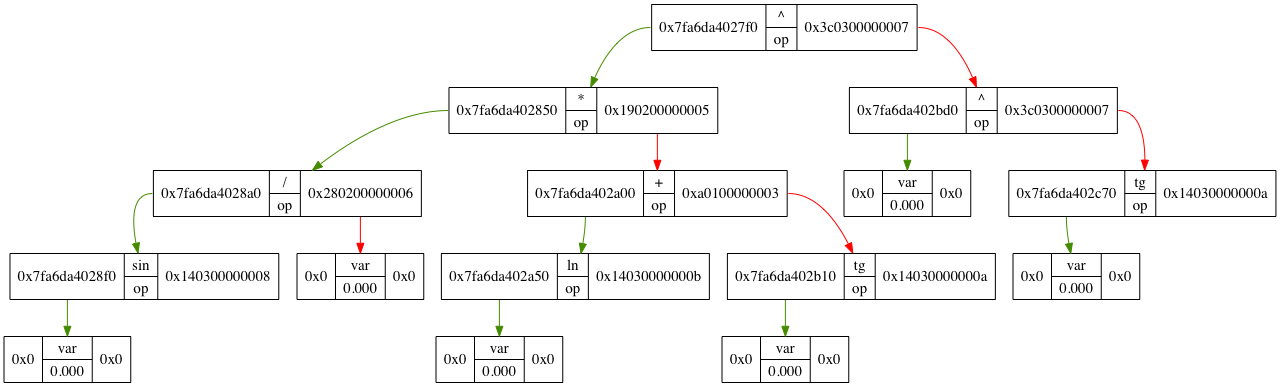 0x7fa6da4027f0 ^ op 0x3c0300000007
0x7fa6da402850 * op 0x190200000005
0x7fa6da402bd0 ^ op 0x3c0300000007
0x7fa6da4028a0 / op 0x280200000006
0x7fa6da402a00 + op 0xa0100000003
0x0 var 0.000 0x0
0x7fa6da402c70 tg op 0x14030000000a
0x7fa6da4028f0 sin op 0x140300000008
0x0 var 0.000 0x0
0x7fa6da402a50 ln op 0x14030000000b
0x7fa6da402b10 tg op 0x14030000000a
0x0 var 0.000 0x0
0x0 var 0.000 0x0
0x0 var 0.000 0x0
0x0 var 0.000 0x0